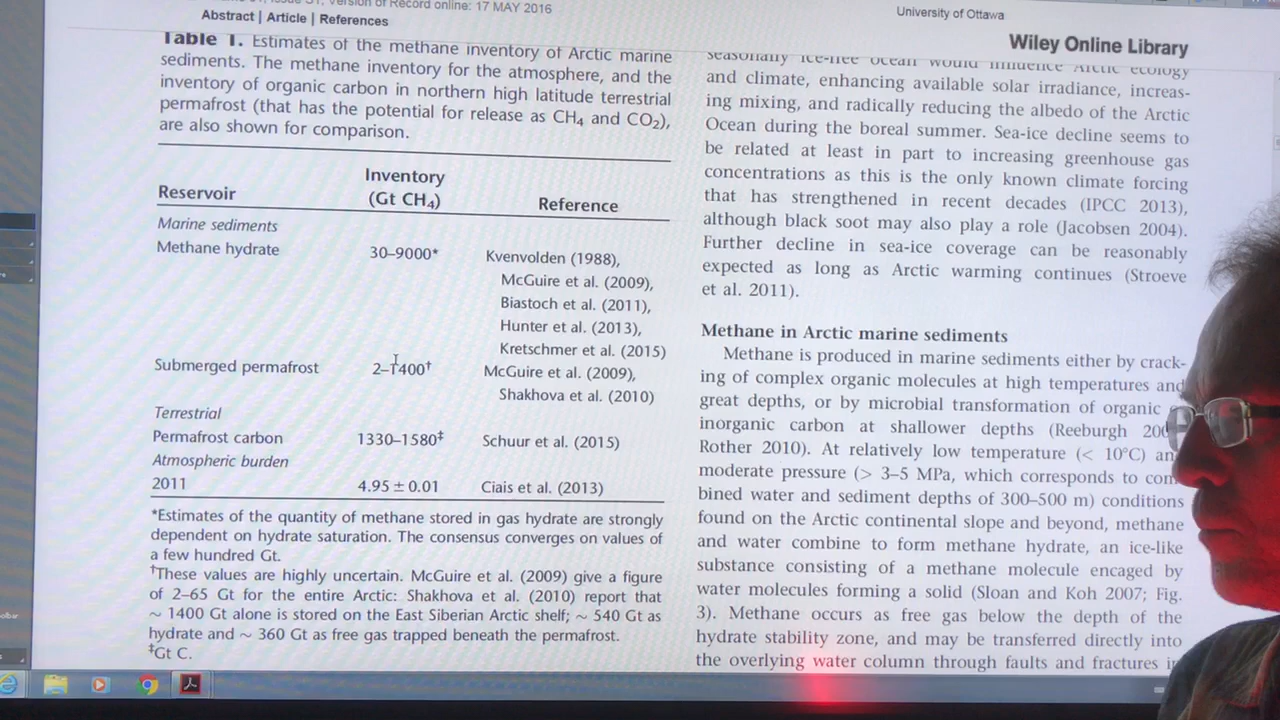 Version of Record online: 17 MAY 2016
Abstract | Article | References
University of Ottawa
Wiley Online Library
Table 1. Estimates of the methane inventory of Arctic marine
sediments. The methane inventory for the atmosphere, and the
inventory of organic carbon in northern high latitude terrestrial
permafrost (that has the potential for release as CH4 and CO2),
are also shown for comparison.
Reservoir Inventory (Gt CH4) Reference
Marine sediments
Methane hydrate 30–9000* Kvenvolden (1988),
McGuire et al. (2009),
Biastoch et al. (2011),
Hunter et al. (2013),
Kretschmer et al. (2015)
Submerged permafrost 2–1400† McGuire et al. (2009),
Shakhova et al. (2010)
Terrestrial
Permafrost carbon 1330–1580‡ Schuur et al. (2015)
Atmospheric burden
2011 4.95 ± 0.01 Ciais et al. (2013)
*Estimates of the quantity of methane stored in gas hydrate are strongly
dependent on hydrate saturation. The consensus converges on values of
a few hundred Gt.
†These values are highly uncertain. McGuire et al. (2009) give a figure
of 2–65 Gt for the entire Arctic: Shakhova et al. (2010) report that
~ 1400 Gt alone is stored on the East Siberian Arctic shelf; ~ 540 Gt as
hydrate and ~ 360 Gt as free gas trapped beneath the permafrost.
‡Gt C.
seasonally ice-free ocean would influence Arctic ecology
and climate, enhancing available solar irradiance, increas-
ing mixing, and radically reducing the albedo of the Arctic
Ocean during the boreal summer. Sea-ice decline seems to
be related at least in part to increasing greenhouse gas
concentrations as this is the only known climate forcing
that has strengthened in recent decades (IPCC 2013),
although black soot may also play a role (Jacobsen 2004).
Further decline in sea-ice coverage can be reasonably
expected as long as Arctic warming continues (Stroeve
et al. 2011).
Methane in Arctic marine sediments
Methane is produced in marine sediments either by crack-
ing of complex organic molecules at high temperatures and
great depths, or by microbial transformation of organic
inorganic carbon at shallower depths (Reeburgh
Rother 2010). At relatively low temperature (< 10°C)
moderate pressure (> 3–5 MPa, which corresponds to com
bined water and sediment depths of 300–500 m) conditions
found on the Arctic continental slope and beyond, methane
and water combine to form methane hydrate, an ice-like
substance consisting of a methane molecule encaged by
water molecules forming a solid (Sloan and Koh 2007; Fig.
3). Methane occurs as free gas below the depth of the
hydrate stability zone, and may be transferred directly into
the overlying water column through faults and fractures